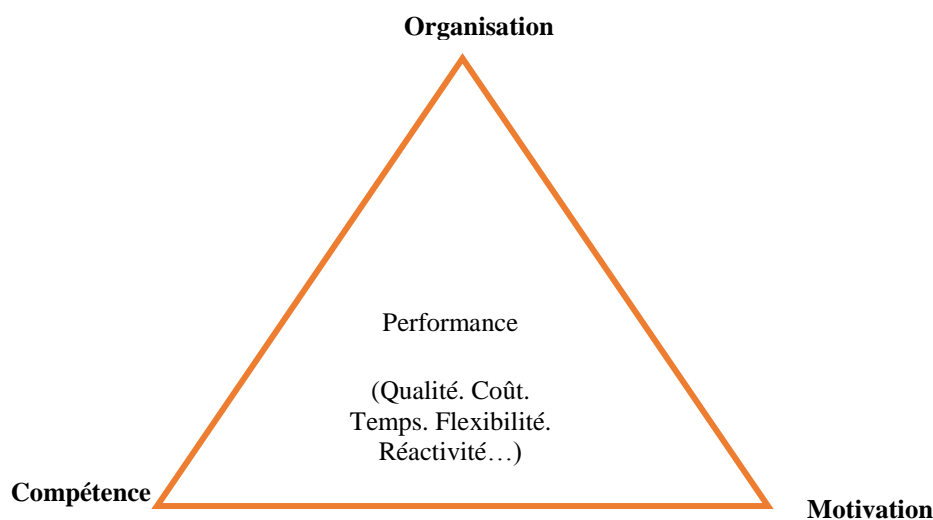 Organisation
Performance
(Qualité. Coût.
Temps. Flexibilité.
Réactivité…)
Compétence
Motivation